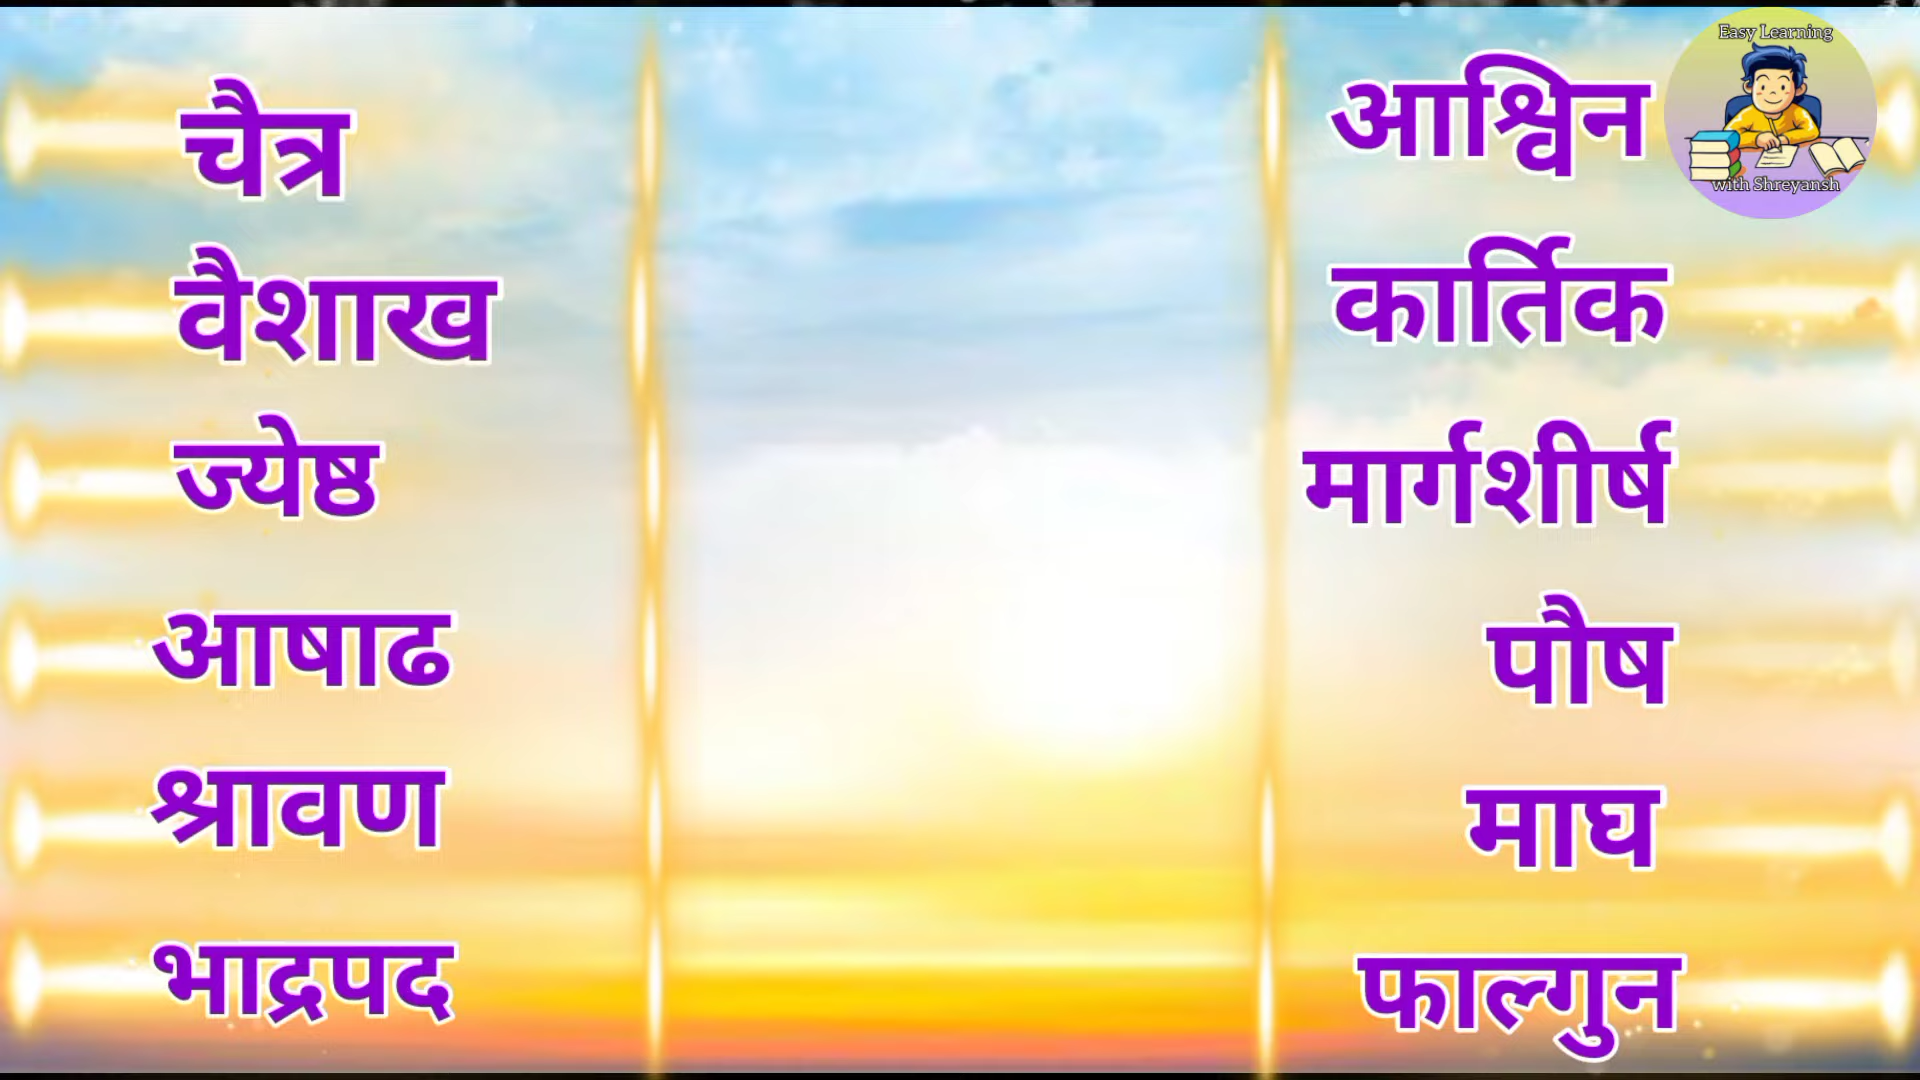 चैत्र
वैशाख
ज्येष्ठ
आषाढ
श्रावण
भाद्रपद
आश्विन
कार्तिक
मार्गशीर्ष
पौष
माघ
फाल्गुन
Easy Learning
with Shreyansh